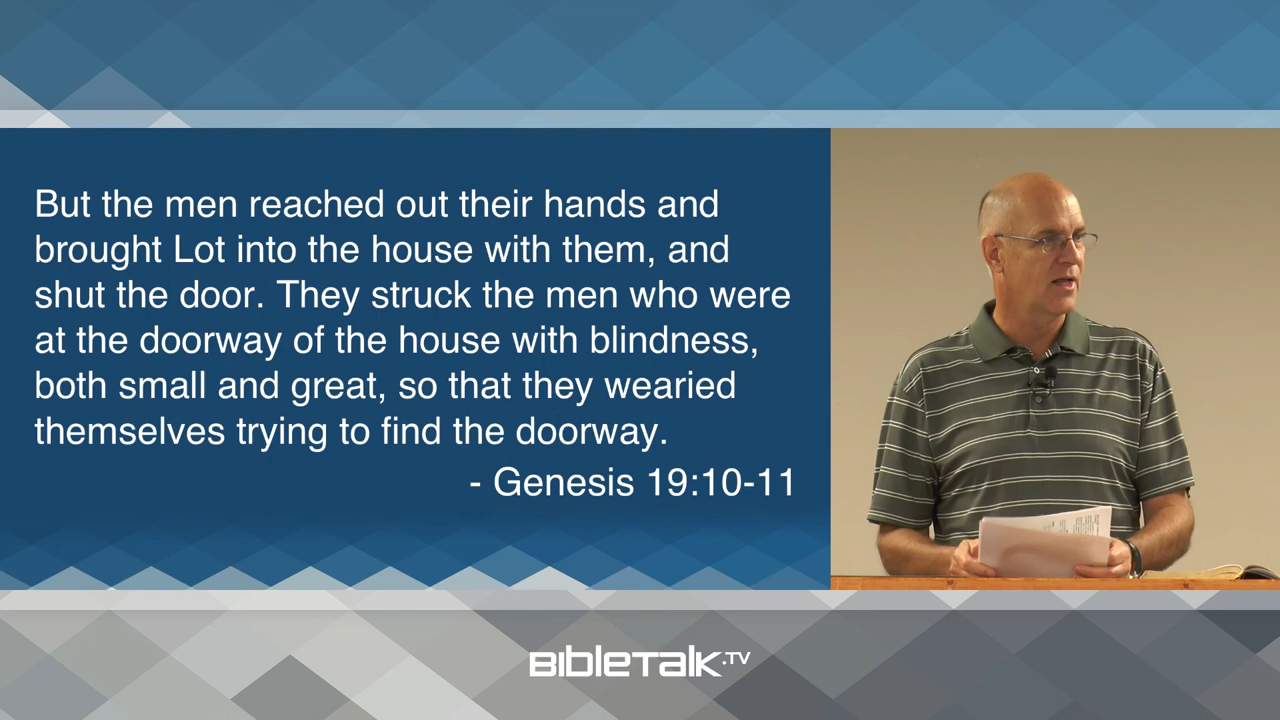 But the men reached out their hands and
brought Lot into the house with them, and
shut the door. They struck the men who were
at the doorway of the house with blindness,
both small and great, so that they wearied
themselves trying to find the doorway.
- Genesis 19:10-11
BIBLETALK.TV